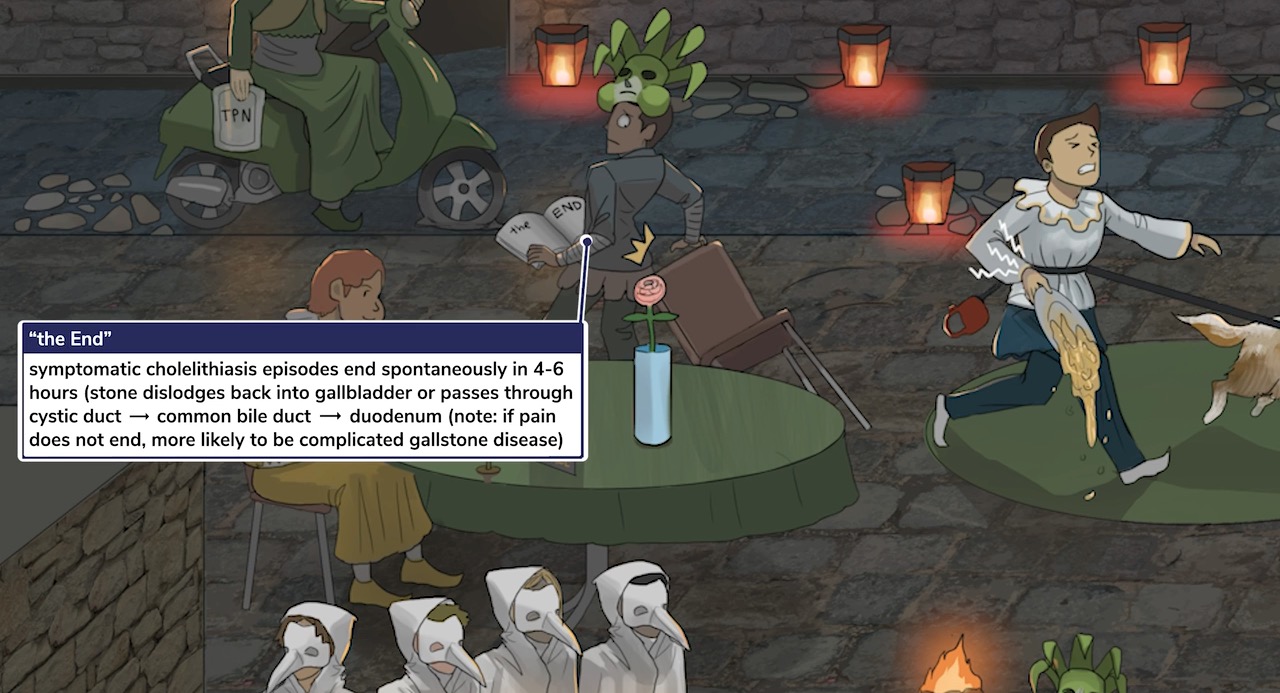 TPN
the END
“the End”
symptomatic cholelithiasis episodes end spontaneously in 4-6
hours (stone dislodges back into gallbladder or passes through
cystic duct → common bile duct → duodenum (note: if pain
does not end, more likely to be complicated gallstone disease)